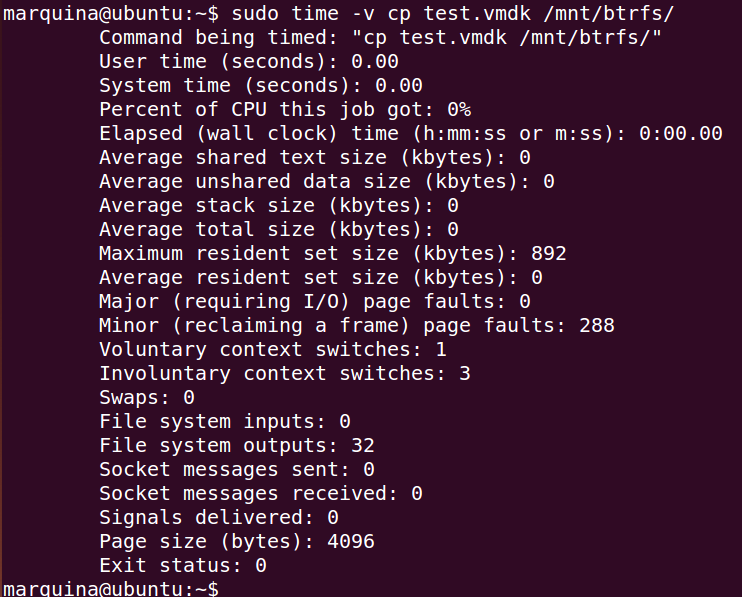 marquina@ubuntu:~$ sudo time -v cp test.vmdk /mnt/btrfs/
Command being timed: "cp test.vmdk /mnt/btrfs/"
User time (seconds): 0.00
System time (seconds): 0.00
Percent of CPU this job got: 0%
Elapsed (wall clock) time (h:mm:ss or m:ss): 0:00.00
Average shared text size (kbytes): 0
Average unshared data size (kbytes): 0
Average stack size (kbytes): 0
Average total size (kbytes): 0
Maximum resident set size (kbytes): 892
Average resident set size (kbytes): 0
Major (requiring I/O) page faults: 0
Minor (reclaiming a frame) page faults: 288
Voluntary context switches: 1
Involuntary context switches: 3
Swaps: 0
File system inputs: 0
File system outputs: 32
Socket messages sent: 0
Socket messages received: 0
Signals delivered: 0
Page size (bytes): 4096
Exit status: 0
marquina@ubuntu:~$